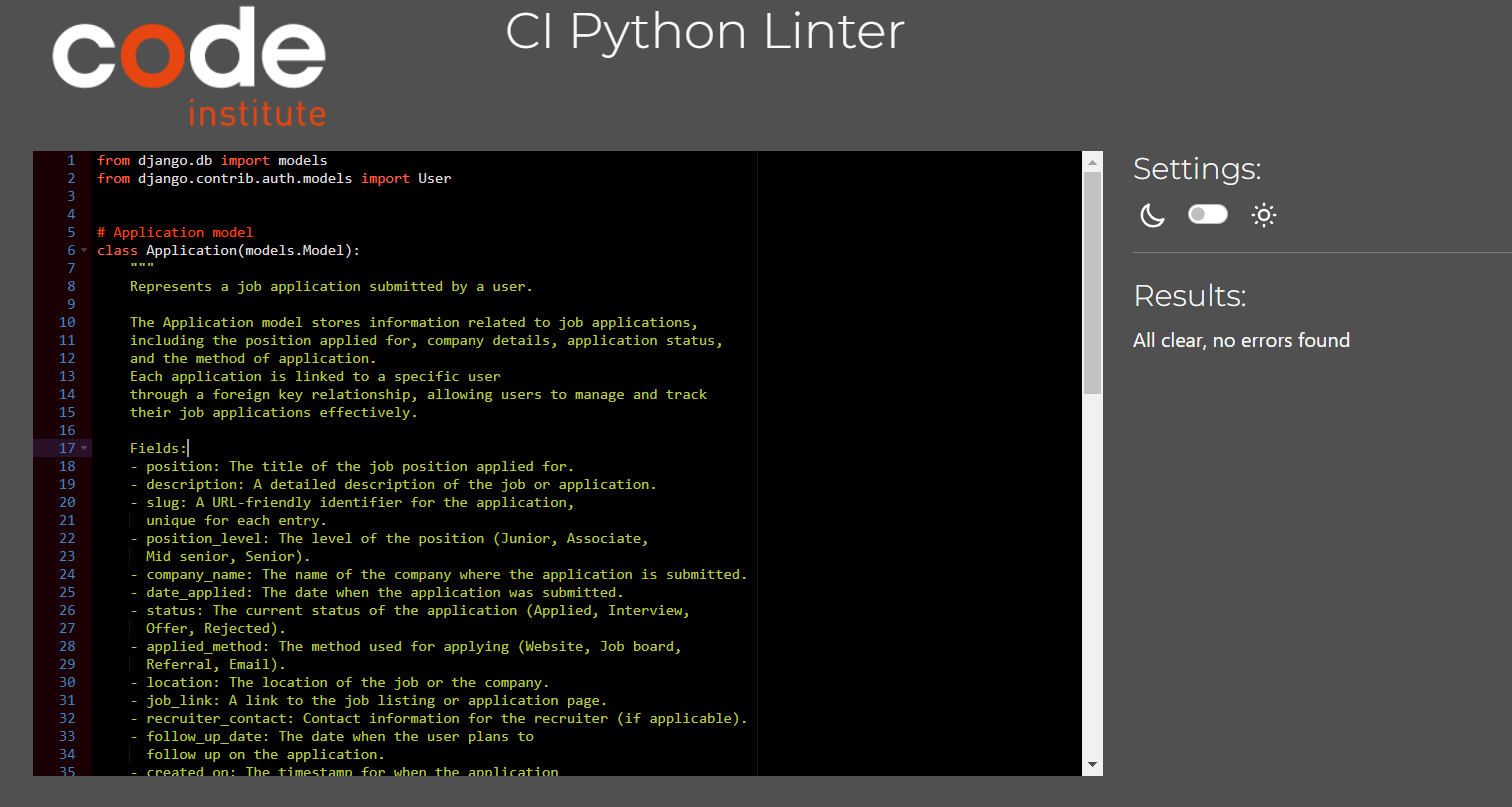 code
institute
CI Python Linter
1 from django.db import models
2 from django.contrib.auth.models import User
3
4
5 # Application model
6 class Application(models.Model):
7 """
8 Represents a job application submitted by a user.
9
10 The Application model stores information related to job applications,
11 including the position applied for, company details, application status,
12 and the method of application.
13 Each application is linked to a specific user
14 through a foreign key relationship, allowing users to manage and track
15 their job applications effectively.
16
17 Fields:
18 - position: The title of the job position applied for.
19 - description: A detailed description of the job or application.
20 - slug: A URL-friendly identifier for the application,
21 unique for each entry.
22 - position_level: The level of the position (Junior, Associate,
23 Mid senior, Senior).
24 - company_name: The name of the company where the application is submitted.
25 - date_applied: The date when the application was submitted.
26 - status: The current status of the application (Applied, Interview,
27 Offer, Rejected).
28 - applied_method: The method used for applying (Website, Job board,
29 Referral, Email).
30 - location: The location of the job or the company.
31 - job_link: A link to the job listing or application page.
32 - recruiter_contact: Contact information for the recruiter (if applicable).
33 - follow_up_date: The date when the user plans to
34 follow up on the application.
35 - created_on: The timestamp for when the application
Settings:
Results:
All clear, no errors found